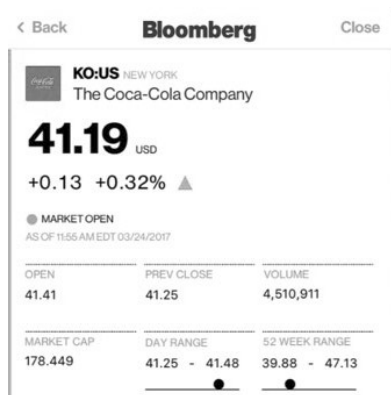 < Back Bloomberg Close
KO:US NEW YORK
The Coca-Cola Company
41.19 USD
+0.13 +0.32% ▲
MARKET OPEN
AS OF 11:55 AM EDT 03/24/2017
OPEN PREV CLOSE VOLUME
41.41 41.25 4,510,911
MARKET CAP DAY RANGE 52 WEEK RANGE
178.449 41.25 - 41.48 39.88 - 47.13